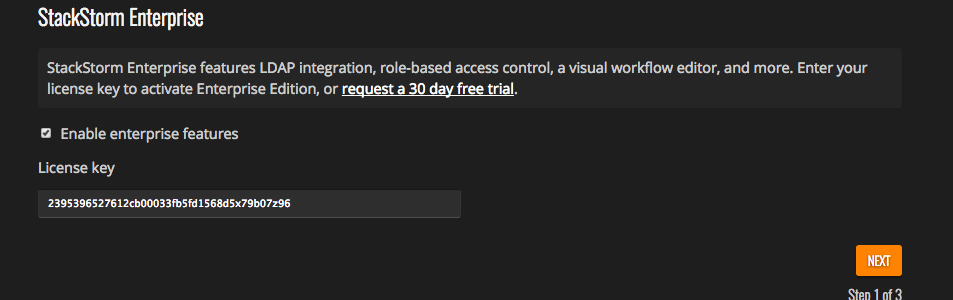 StackStorm Enterprise
StackStorm Enterprise features LDAP integration, role-based access control, a visual workflow editor, and more. Enter your
license key to activate Enterprise Edition, or request a 30 day free trial.
Enable enterprise features
License key
2395396527612cb00033fb5fd1568d5x79b07z96
NEXT
Step 1 of 3